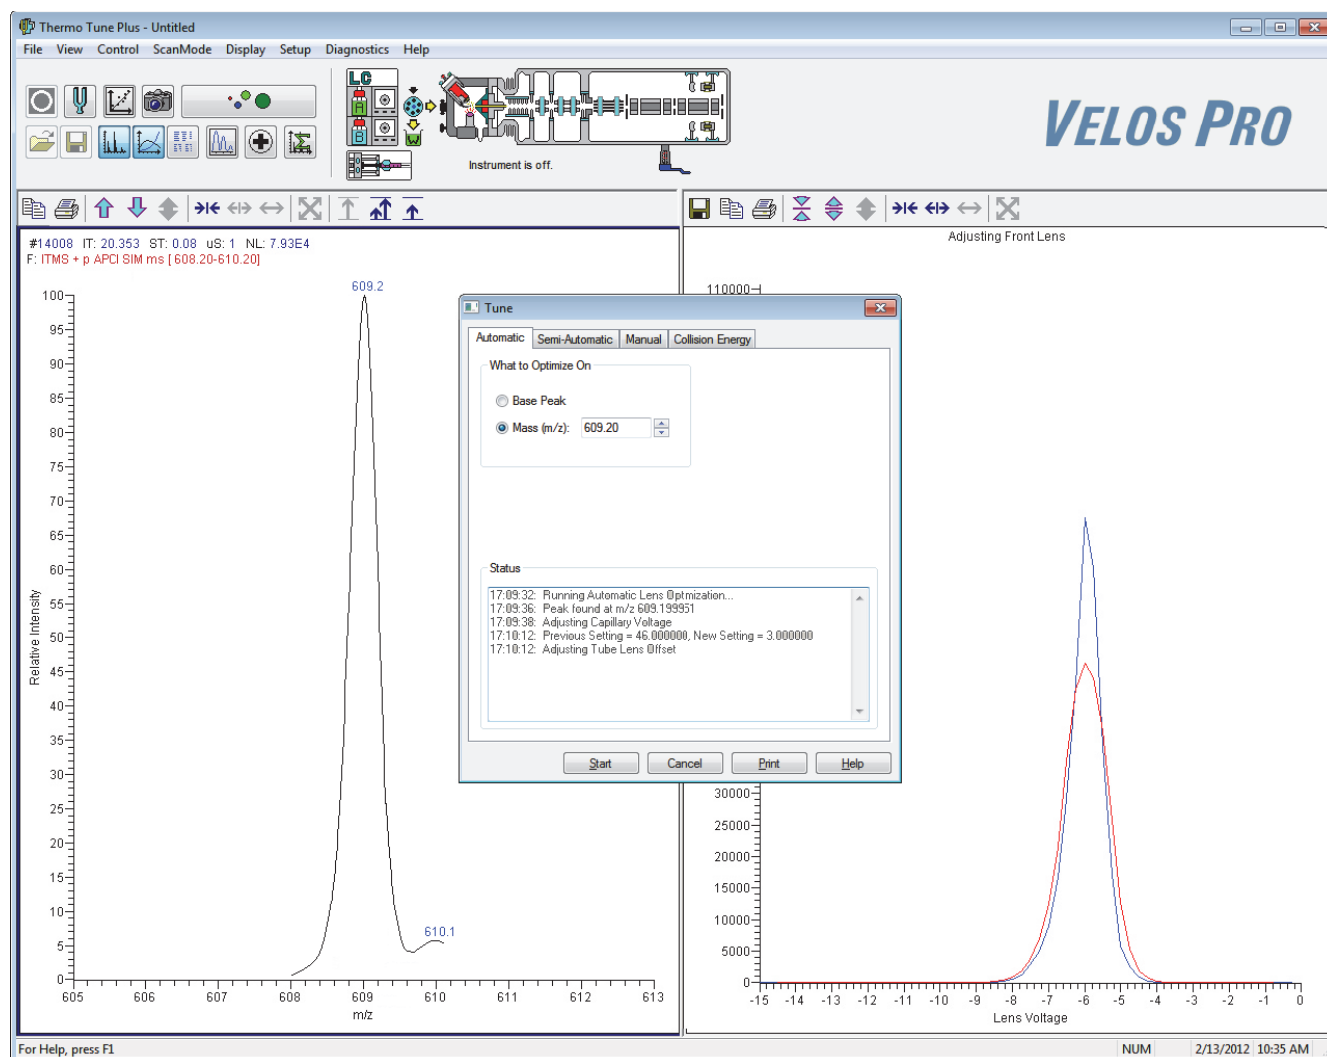 Thermo Tune Plus - Untitled
File View Control ScanMode Display Setup Diagnostics Help
LC
A
B
W
Instrument is off.
VELOS PRO
#14008 IT: 20.353 ST: 0.08 uS: 1 NL: 7.93E4
F: ITMS + p APCI SIM ms [ 608.20-610.20]
609.2
610.1
100
95
90
85
80
75
70
65
60
55
50
45
40
35
30
25
20
15
10
5
0
Relative Intensity
605 606 607 608 609 610 611 612 613
m/z
Adjusting Front Lens
110000
30000
25000
20000
15000
10000
5000
0
-15 -14 -13 -12 -11 -10 -9 -8 -7 -6 -5 -4 -3 -2 -1 0
Lens Voltage
Tune
Automatic Semi-Automatic Manual Collision Energy
What to Optimize On
Base Peak
Mass (m/z): 609.20
Status
17:09:32: Running Automatic Lens Optmization...
17:09:36: Peak found at m/z 609.199951
17:09:38: Adjusting Capillary Voltage
17:10:12: Previous Setting = 46.000000, New Setting = 3.000000
17:10:12: Adjusting Tube Lens Offset
Start Cancel Print Help
For Help, press F1
NUM 2/13/2012 10:35 AM